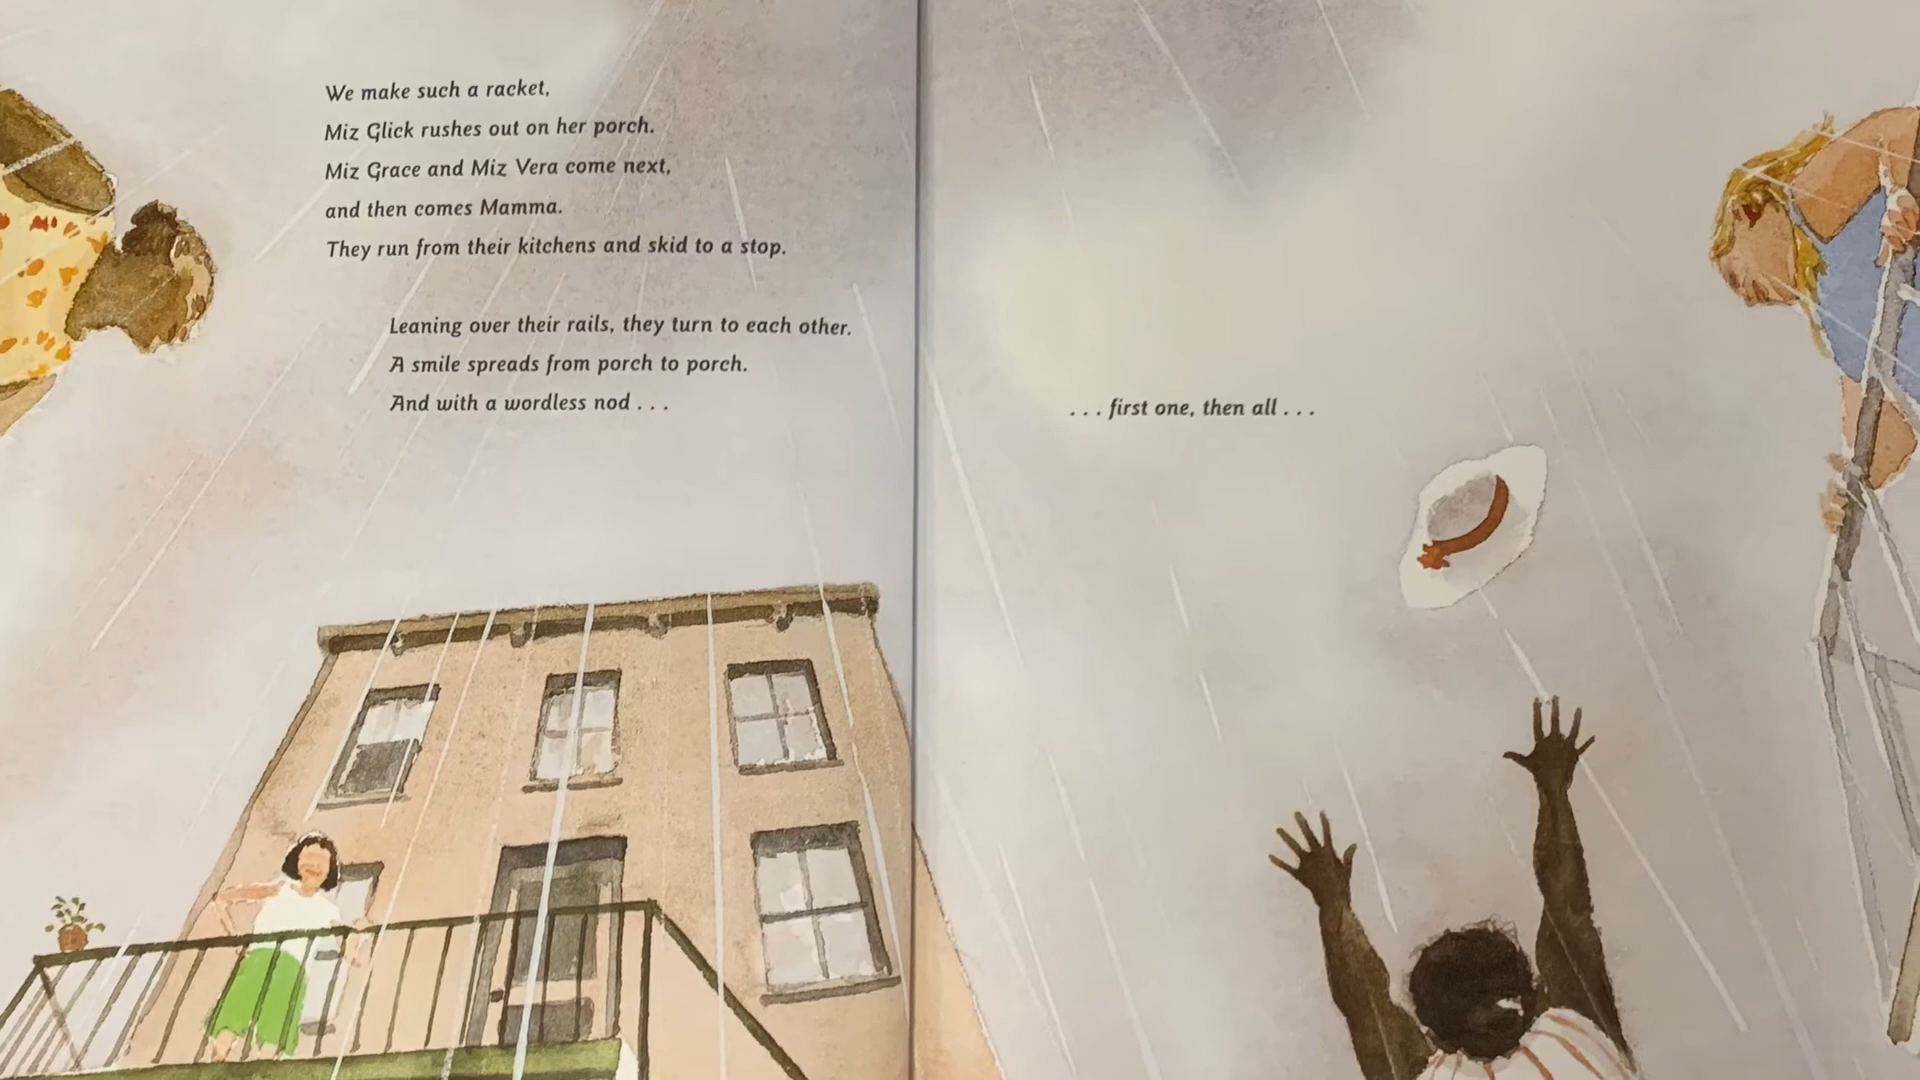 We make such a racket,
Miz Glick rushes out on her porch.
Miz Grace and Miz Vera come next,
and then comes Mamma.
They run from their kitchens and skid to a stop.
Leaning over their rails, they turn to each other.
A smile spreads from porch to porch.
And with a wordless nod . . .
. . . first one, then all . . .